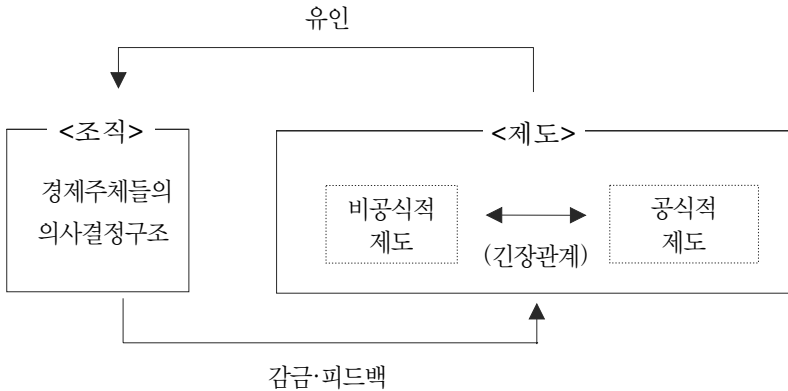 유인
<조직>
<제도>
경제주체들의
의사결정구조
비공식적
제도
(긴장관계)
공식적
제도
감금·피드백